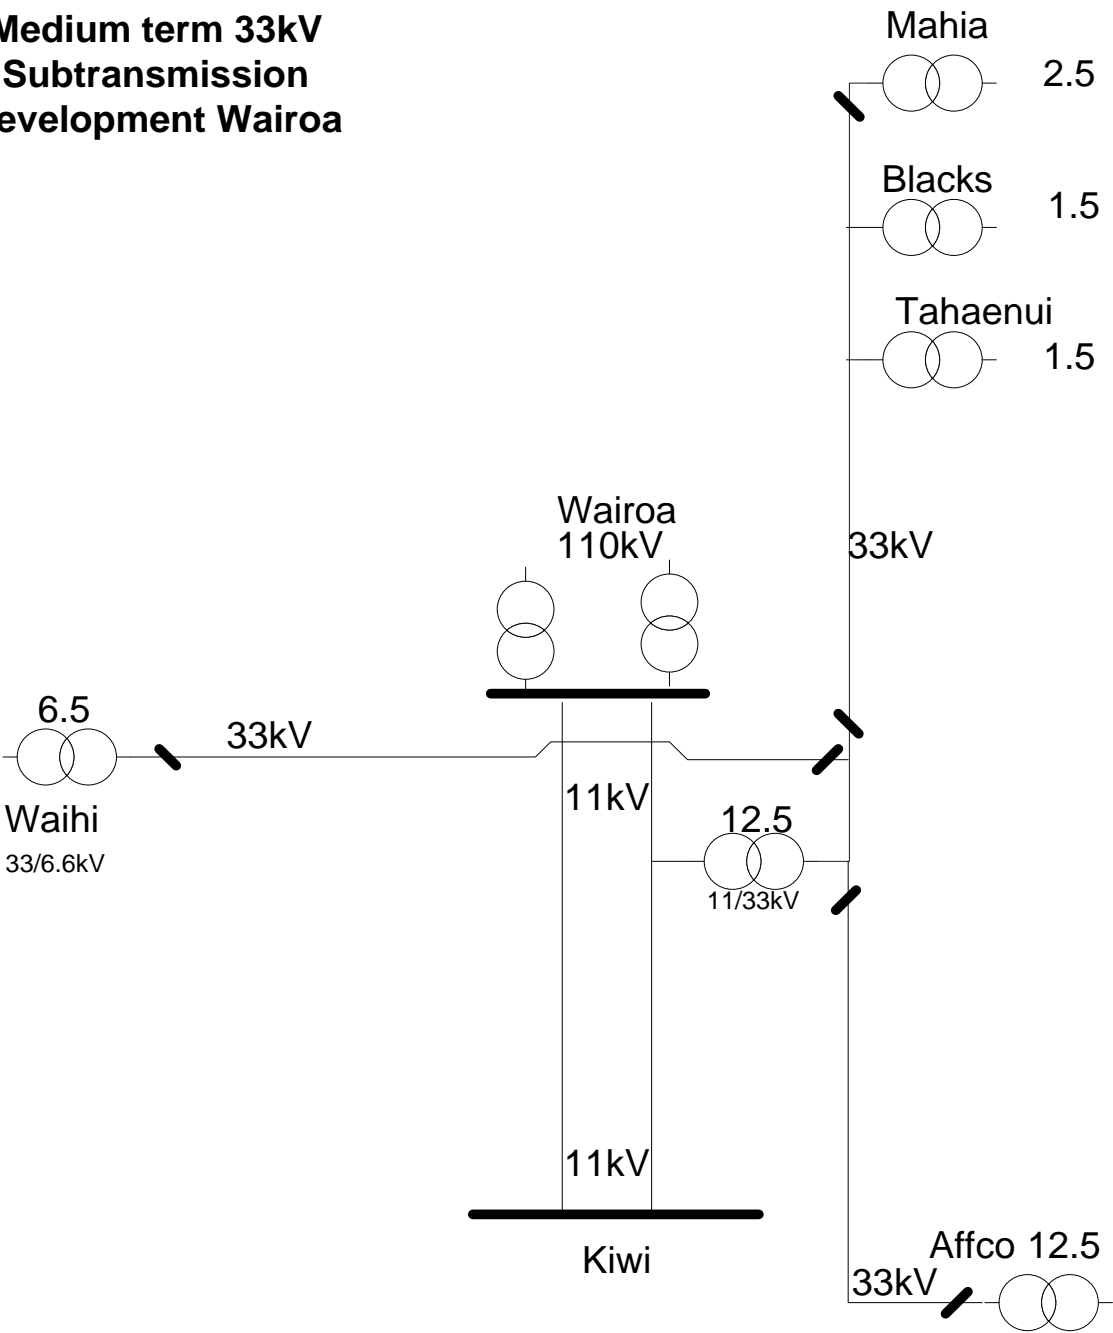 Medium term 33kV
Subtransmission
evelopment Wairoa
Mahia
2.5
Blacks
1.5
Tahaenui
1.5
Wairoa
110kV
33kV
6.5
33kV
Waihi
33/6.6kV
11kV
12.5
11/33kV
11kV
Kiwi
Affco 12.5
33kV